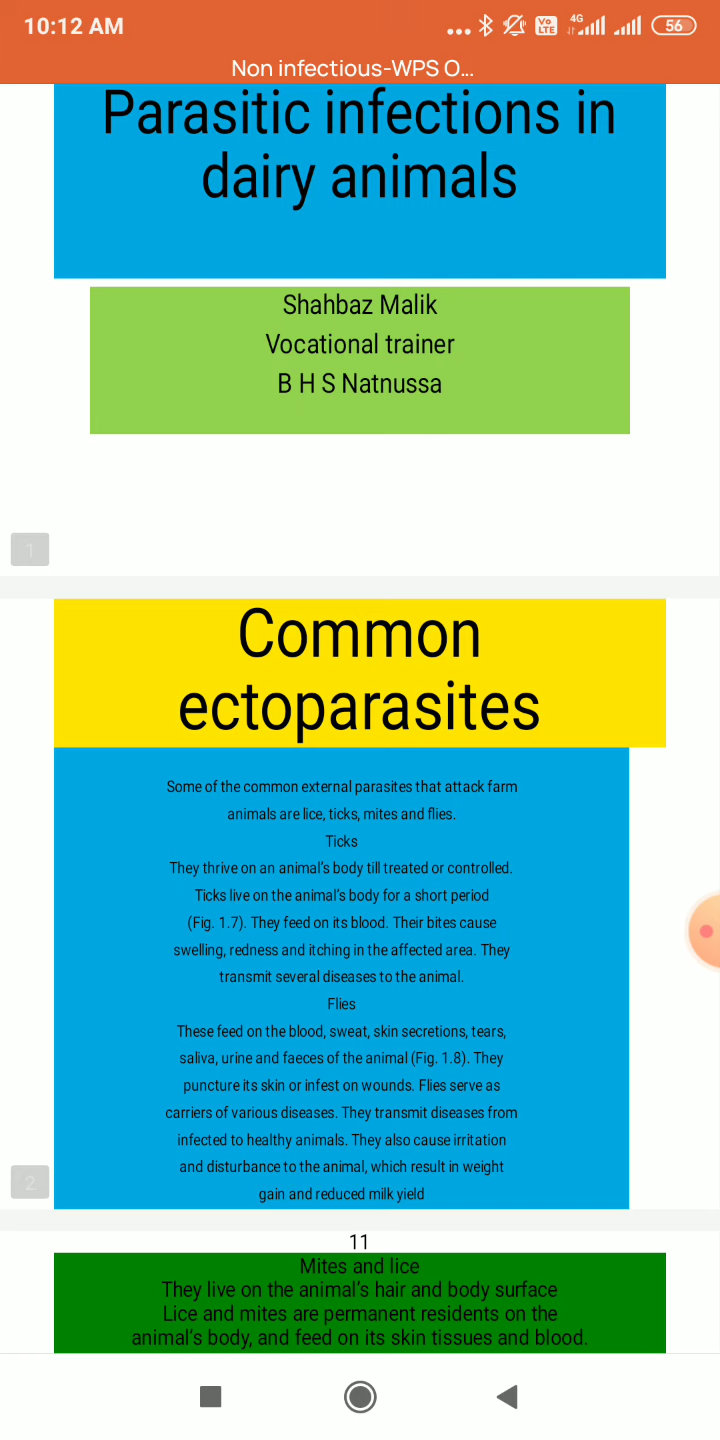 10:12 AM
Vo
LTE
4G
56
Non infectious-WPS O...
Parasitic infections in
dairy animals
Shahbaz Malik
Vocational trainer
B H S Natnussa
1
Common
ectoparasites
Some of the common external parasites that attack farm
animals are lice, ticks, mites and flies.
Ticks
They thrive on an animal’s body till treated or controlled.
Ticks live on the animal’s body for a short period
(Fig. 1.7). They feed on its blood. Their bites cause
swelling, redness and itching in the affected area. They
transmit several diseases to the animal.
Flies
These feed on the blood, sweat, skin secretions, tears,
saliva, urine and faeces of the animal (Fig. 1.8). They
puncture its skin or infest on wounds. Flies serve as
carriers of various diseases. They transmit diseases from
infected to healthy animals. They also cause irritation
and disturbance to the animal, which result in weight
gain and reduced milk yield
2
11
Mites and lice
They live on the animal’s hair and body surface
Lice and mites are permanent residents on the
animal’s body, and feed on its skin tissues and blood.